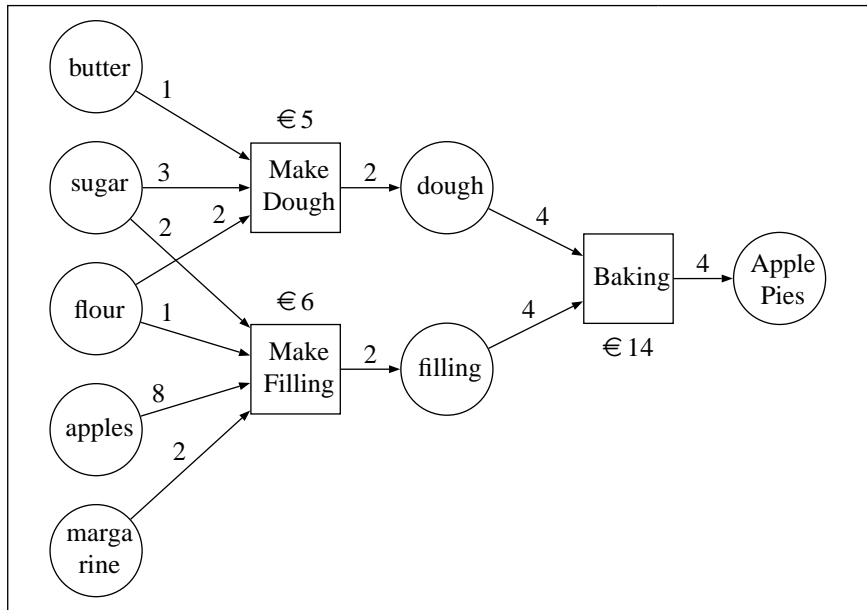 butter
1
€5
sugar
3
Make
Dough
2
dough
2
2
4
flour
€6
Baking
4
Apple
Pies
1
Make
Filling
2
filling
4
€14
apples
8
2
marga
rine